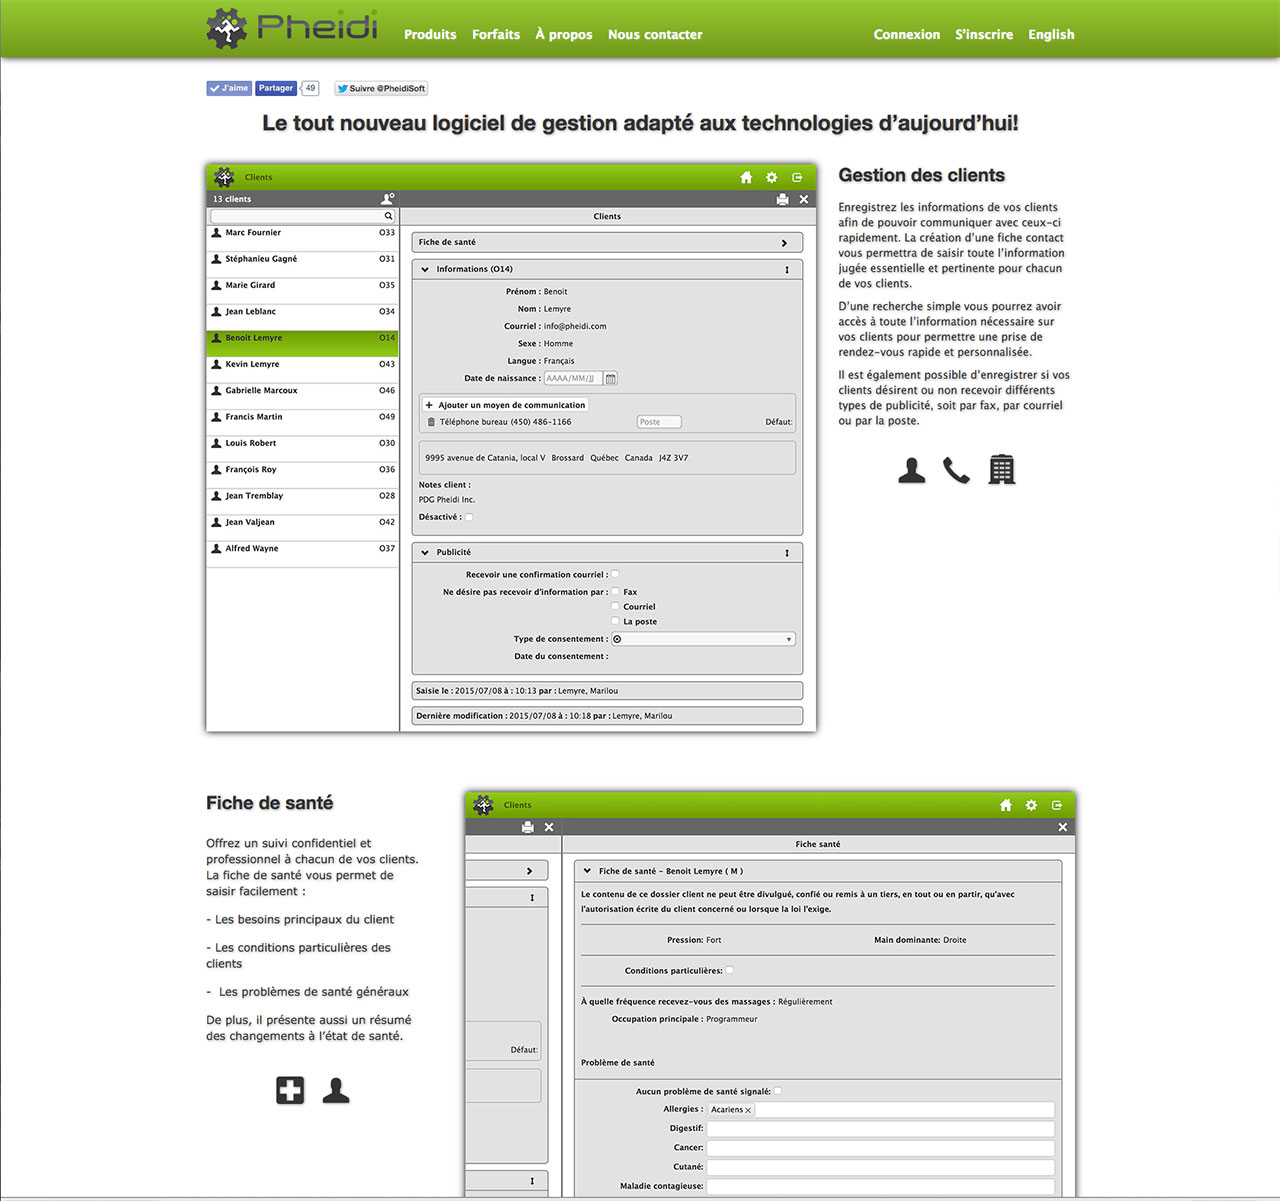 Pheidi
Produits Forfaits À propos Nous contacter
Connexion S'inscrire English
J'aime Partager 49 Suivre @PheidiSoft
Le tout nouveau logiciel de gestion adapté aux technologies d'aujourd'hui!
Clients
13 clients
Marc Fournier O33
Stéphanieu Gagné O31
Marie Girard O35
Jean Leblanc O34
Benoit Lemyre O14
Kevin Lemyre O43
Gabrielle Marcoux O46
Francis Martin O49
Louis Robert O30
François Roy O36
Jean Tremblay O28
Jean Valjean O42
Alfred Wayne O37
Clients
Fiche de santé
Informations (O14)
Prénom : Benoit
Nom : Lemyre
Courriel : info@pheidi.com
Sexe : Homme
Langue : Français
Date de naissance : AAAA/MM/JJ
+ Ajouter un moyen de communication
Téléphone bureau (450) 486-1166 Poste Défaut:
9995 avenue de Catania, local V Brossard Québec Canada J4Z 3V7
Notes client :
PDG Pheidi Inc.
Désactivé :
Publicité
Recevoir une confirmation courriel :
Ne désire pas recevoir d'information par : Fax
Courriel
La poste
Type de consentement :
Date du consentement :
Saisie le : 2015/07/08 à : 10:13 par : Lemyre, Marilou
Dernière modification : 2015/07/08 à : 10:18 par : Lemyre, Marilou
Gestion des clients
Enregistrez les informations de vos clients
afin de pouvoir communiquer avec ceux-ci
rapidement. La création d'une fiche contact
vous permettra de saisir toute l'information
jugée essentielle et pertinente pour chacun
de vos clients.
D'une recherche simple vous pourrez avoir
accès à toute l'information nécessaire sur
vos clients pour permettre une prise de
rendez-vous rapide et personnalisée.
Il est également possible d'enregistrer si vos
clients désirent ou non recevoir différents
types de publicité, soit par fax, par courriel
ou par la poste.
Fiche de santé
Offrez un suivi confidentiel et
professionnel à chacun de vos clients.
La fiche de santé vous permet de
saisir facilement :
- Les besoins principaux du client
- Les conditions particulières des
clients
- Les problèmes de santé généraux
De plus, il présente aussi un résumé
des changements à l'état de santé.
Clients
Défaut:
Fiche santé
Fiche de santé - Benoit Lemyre ( M )
Le contenu de ce dossier client ne peut être divulgué, confié ou remis à un tiers, en tout ou en partir, qu'avec
l'autorisation écrite du client concerné ou lorsque la loi l'exige.
Pression: Fort Main dominante: Droite
Conditions particulières:
À quelle fréquence recevez-vous des massages : Régulièrement
Occupation principale : Programmeur
Problème de santé
Aucun problème de santé signalé:
Allergies : Acariens ×
Digestif:
Cancer:
Cutané:
Maladie contagieuse: